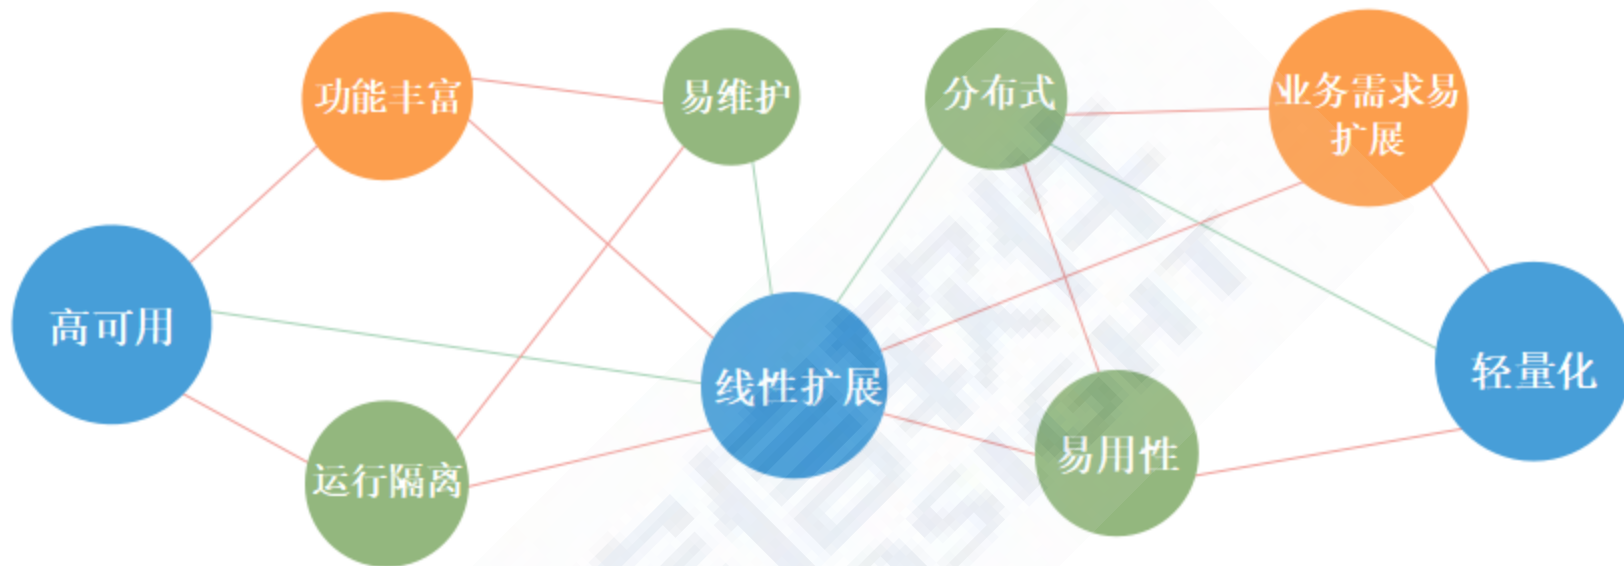 功能丰富
易维护
分布式
业务需求易
扩展
高可用
线性扩展
轻量化
运行隔离
易用性